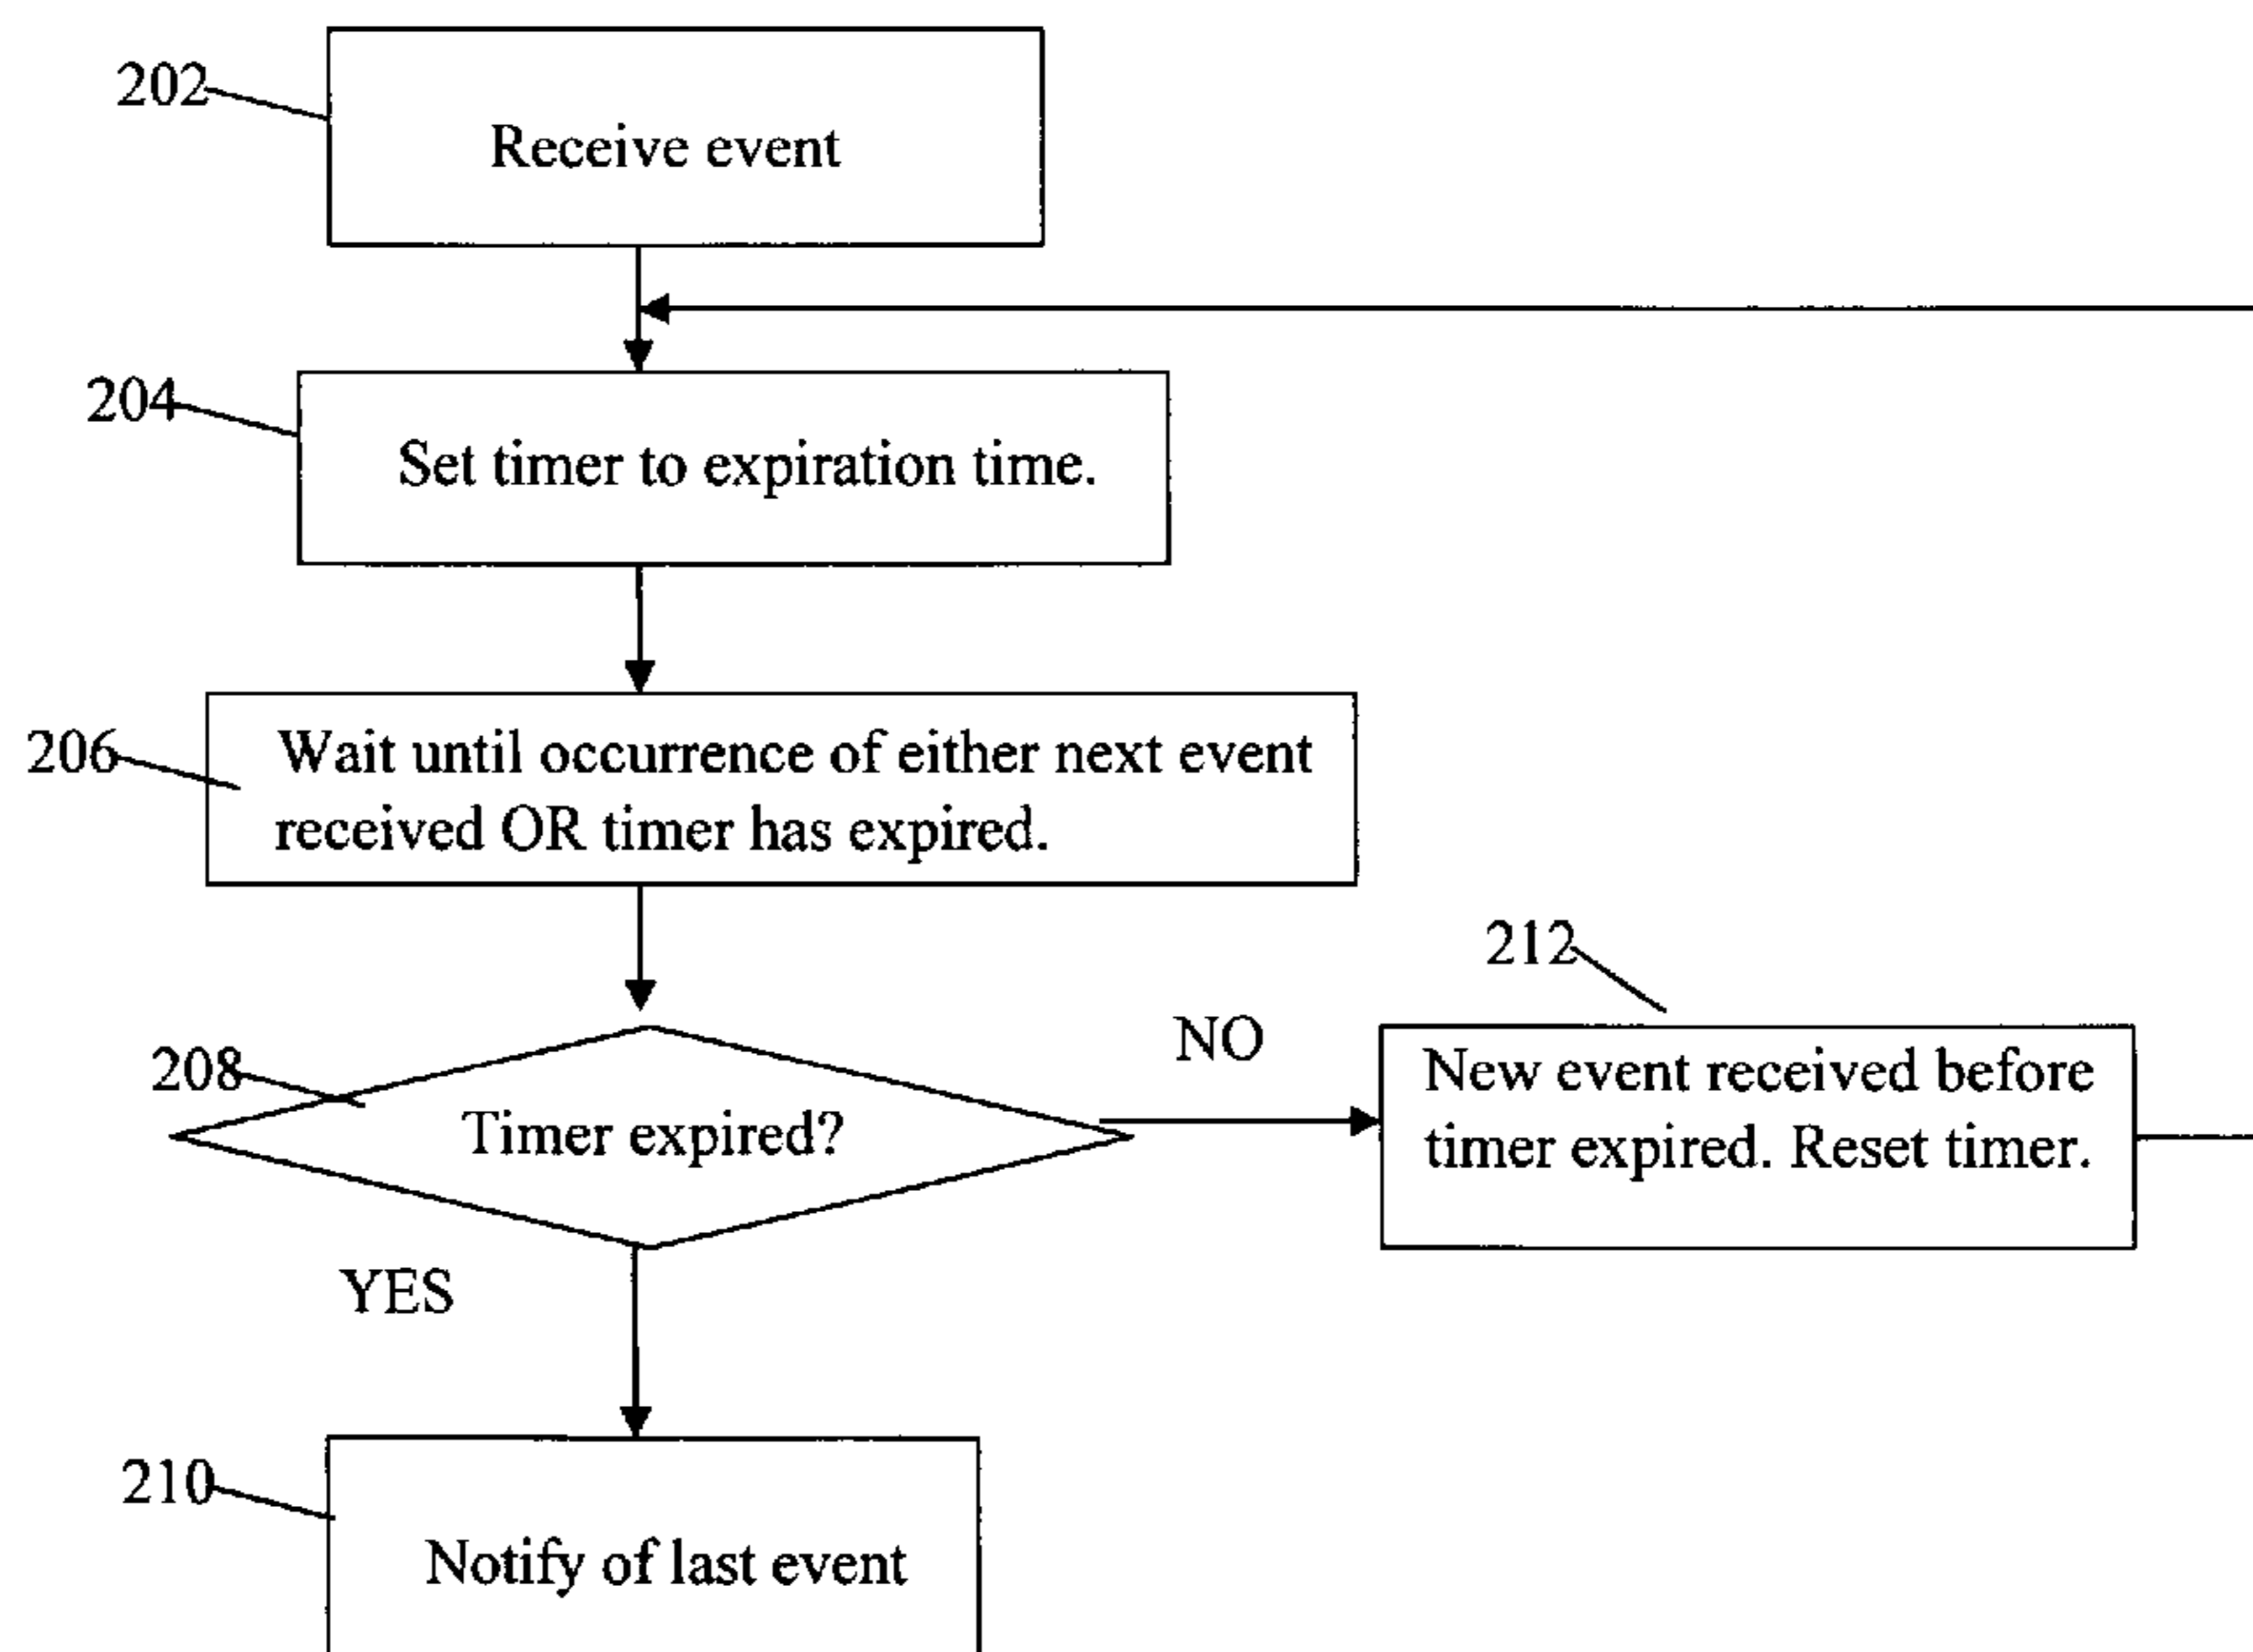 202
Receive event
204
Set timer to expiration time.
206
Wait until occurrence of either next event
received OR timer has expired.
212
NO
208
Timer expired?
New event received before
timer expired. Reset timer.
YES
210
Notify of last event